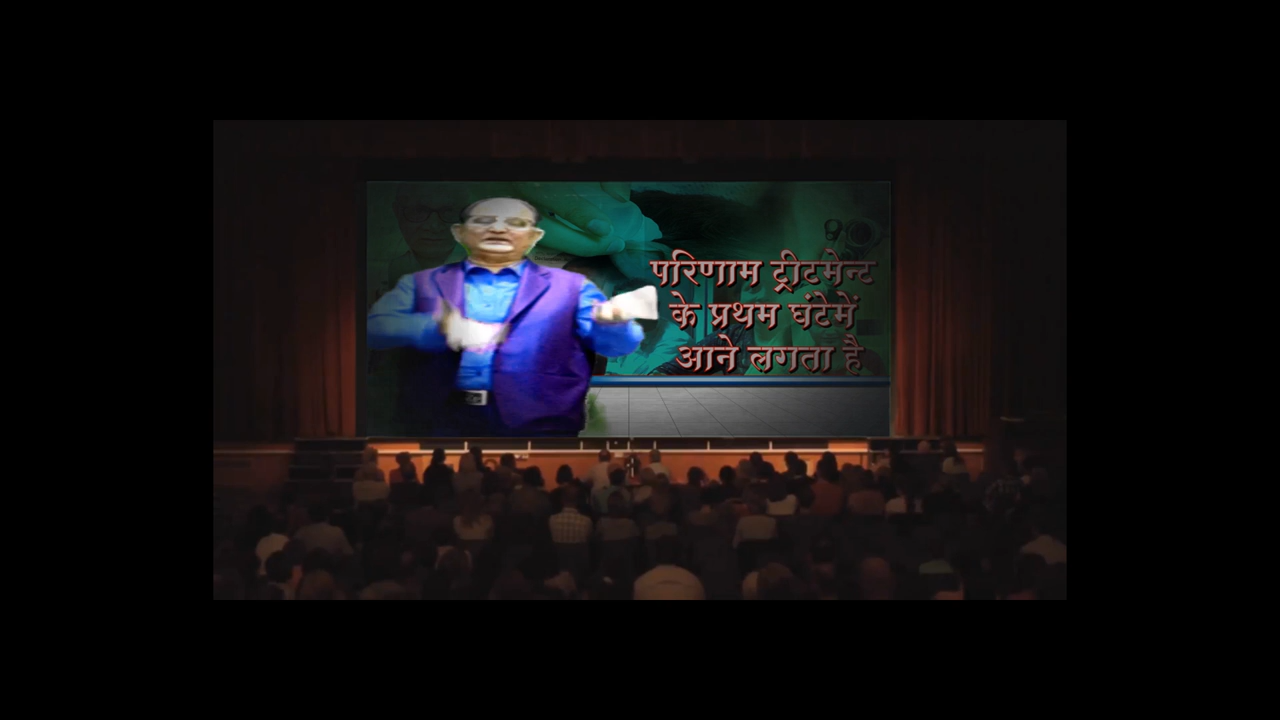 परिणाम ट्रीटमेन्ट
के प्रथम घंटेमें
आने लगता है